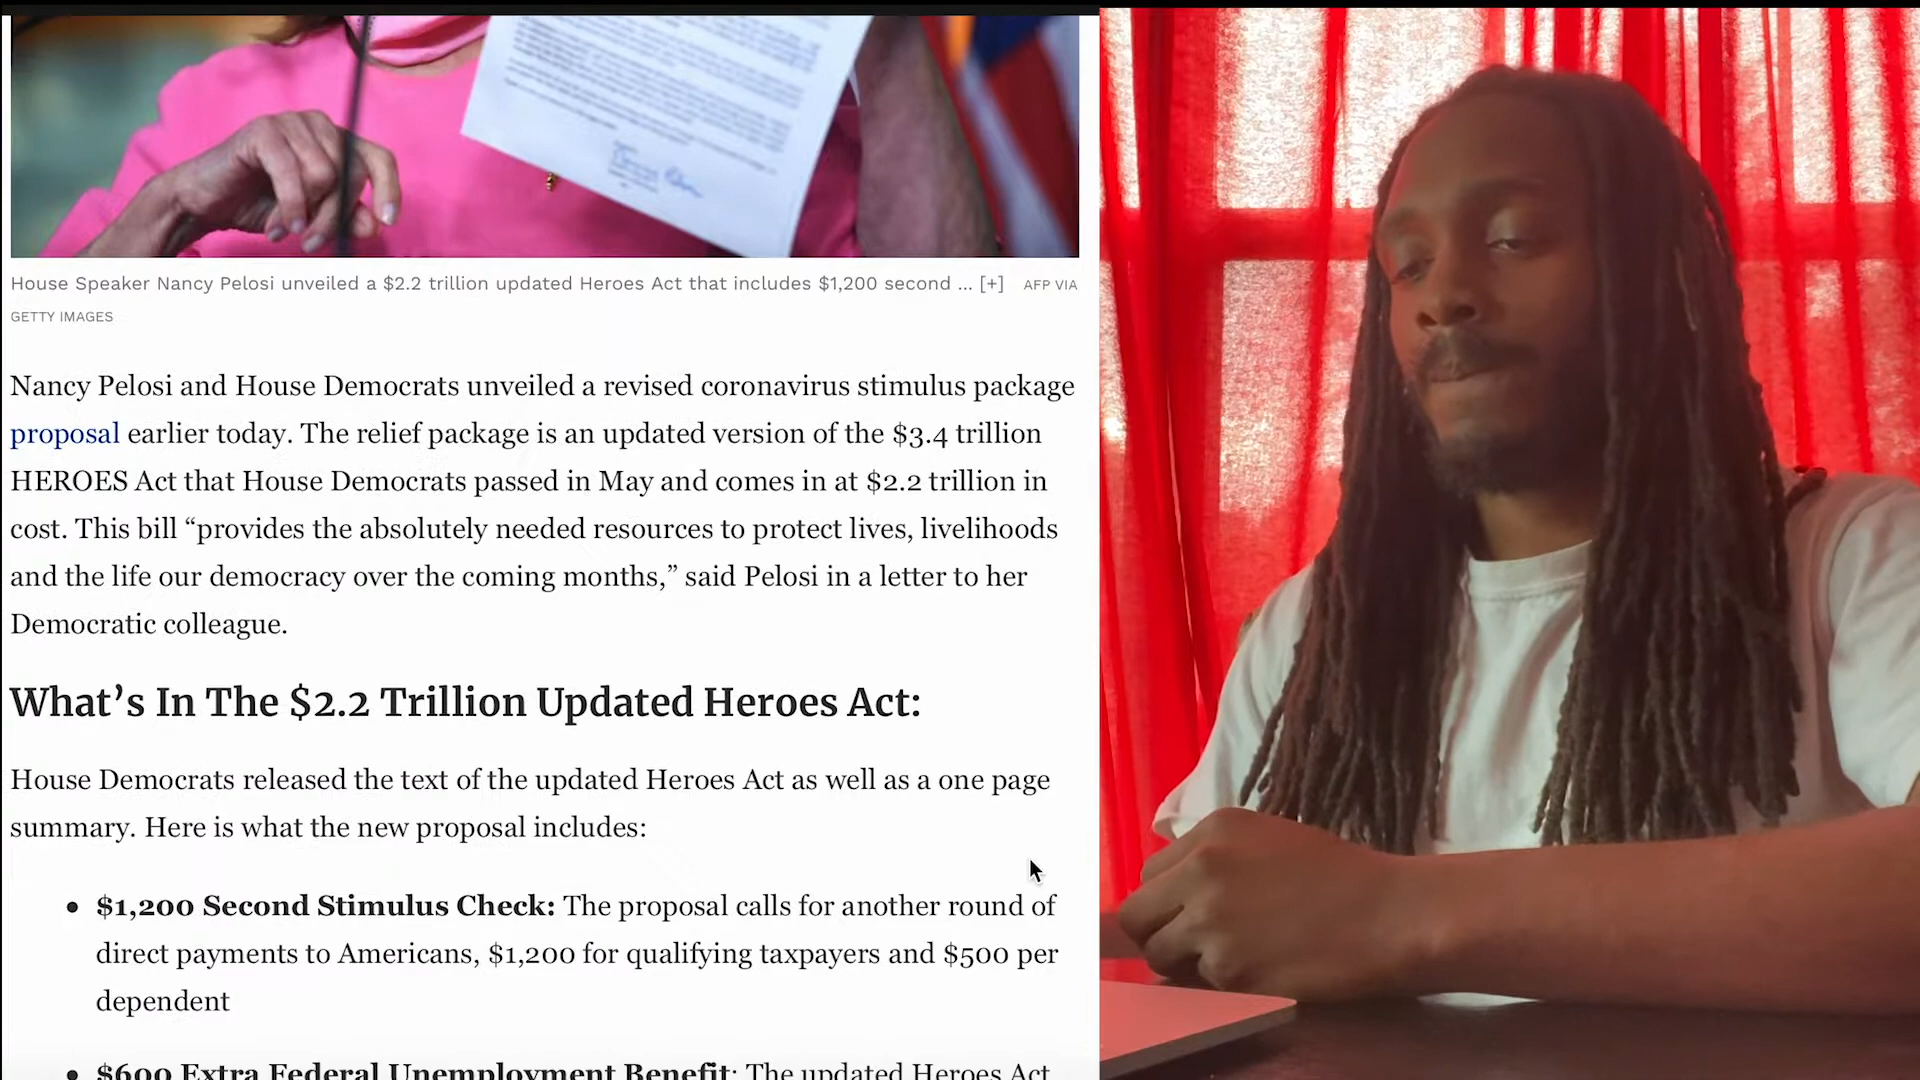 House Speaker Nancy Pelosi unveiled a $2.2 trillion updated Heroes Act that includes $1,200 second ... [+] AFP VIA
GETTY IMAGES
Nancy Pelosi and House Democrats unveiled a revised coronavirus stimulus package
proposal earlier today. The relief package is an updated version of the $3.4 trillion
HEROES Act that House Democrats passed in May and comes in at $2.2 trillion in
cost. This bill “provides the absolutely needed resources to protect lives, livelihoods
and the life our democracy over the coming months,” said Pelosi in a letter to her
Democratic colleague.
What’s In The $2.2 Trillion Updated Heroes Act:
House Democrats released the text of the updated Heroes Act as well as a one page
summary. Here is what the new proposal includes:
• $1,200 Second Stimulus Check: The proposal calls for another round of
direct payments to Americans, $1,200 for qualifying taxpayers and $500 per
dependent
• $600 Extra Federal Unemployment Benefit: The updated Heroes Act